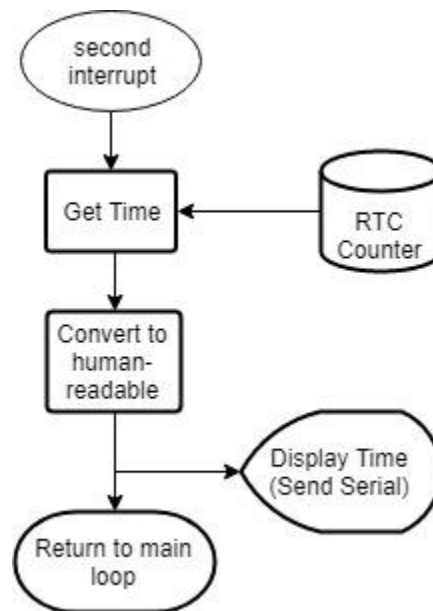 second
interrupt
Get Time
RTC
Counter
Convert to
human-
readable
Display Time
(Send Serial)
Return to main
loop